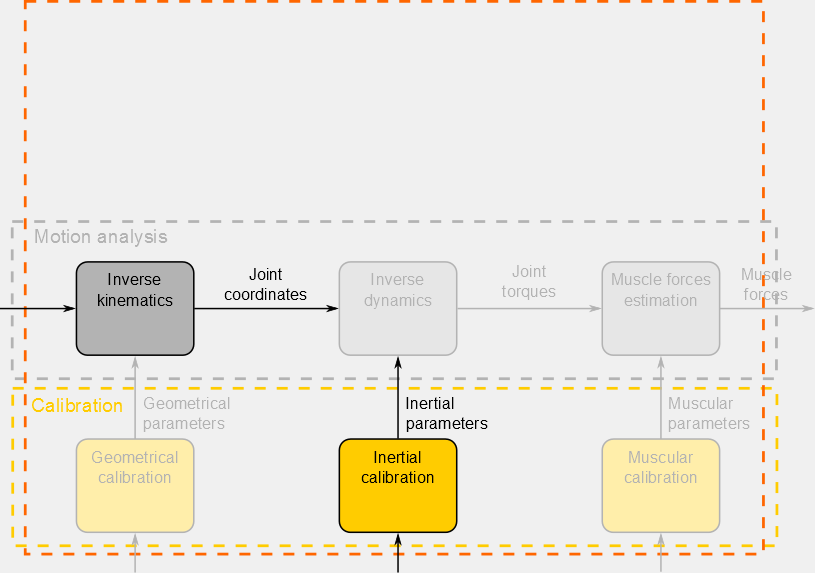 Motion analysis
Inverse
kinematics
Joint
coordinates
Inverse
dynamics
Joint
torques
Muscle forces
estimation
Muscle
forces
Calibration
Geometrical
parameters
Inertial
parameters
Muscular
parameters
Geometrical
calibration
Inertial
calibration
Muscular
calibration